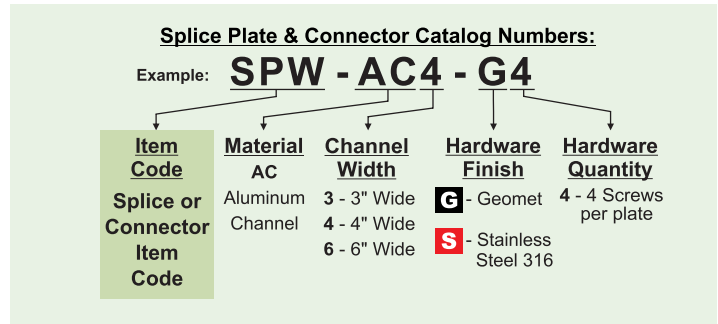 Splice Plate & Connector Catalog Numbers:
Example: SPW - AC4 - G4
Item
Code
Splice or
Connector
Item
Code
Material
AC
Aluminum
Channel
Channel
Width
3 - 3" Wide
4 - 4" Wide
6 - 6" Wide
Hardware
Finish
G - Geomet
S - Stainless
Steel 316
Hardware
Quantity
4 - 4 Screws
per plate